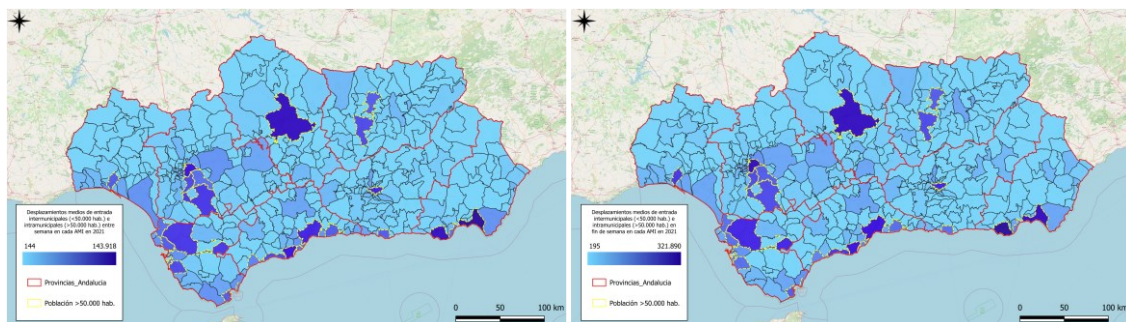 Desplazamientos medios de entrada
intermunicipales (<50.000 hab.) e
intramunicipales (>50.000 hab.) entre
semana en cada AMI en 2021
144 143.918
Provincias_Andalucía
Población >50.000 hab.
0 50 100 km
Desplazamientos medios de entrada
intermunicipales (<50.000 hab.) e
intramunicipales (>50.000 hab.) en
fin de semana en cada AMI en 2021
195 321.890
Provincias_Andalucía
Población >50.000 hab.
0 50 100 km